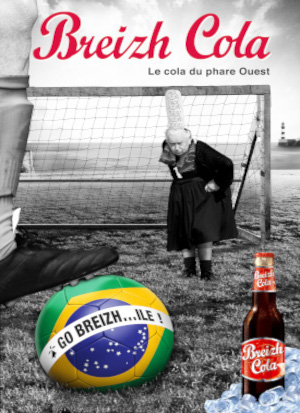 Breizh Cola
Le cola du phare Ouest
GO BREIZH...ILE !
Breizh
Cola
Breizh
Cola